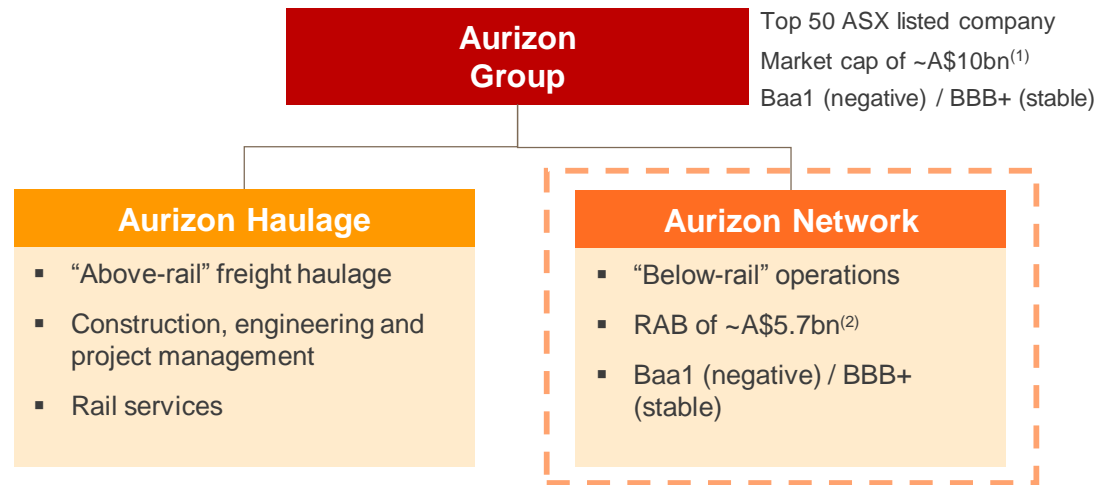 Aurizon
Group
Top 50 ASX listed company
Market cap of ~A$10bn(1)
Baa1 (negative) / BBB+ (stable)
Aurizon Haulage
▪ “Above-rail” freight haulage
▪ Construction, engineering and
project management
▪ Rail services
Aurizon Network
▪ “Below-rail” operations
▪ RAB of ~A$5.7bn(2)
▪ Baa1 (negative) / BBB+
(stable)